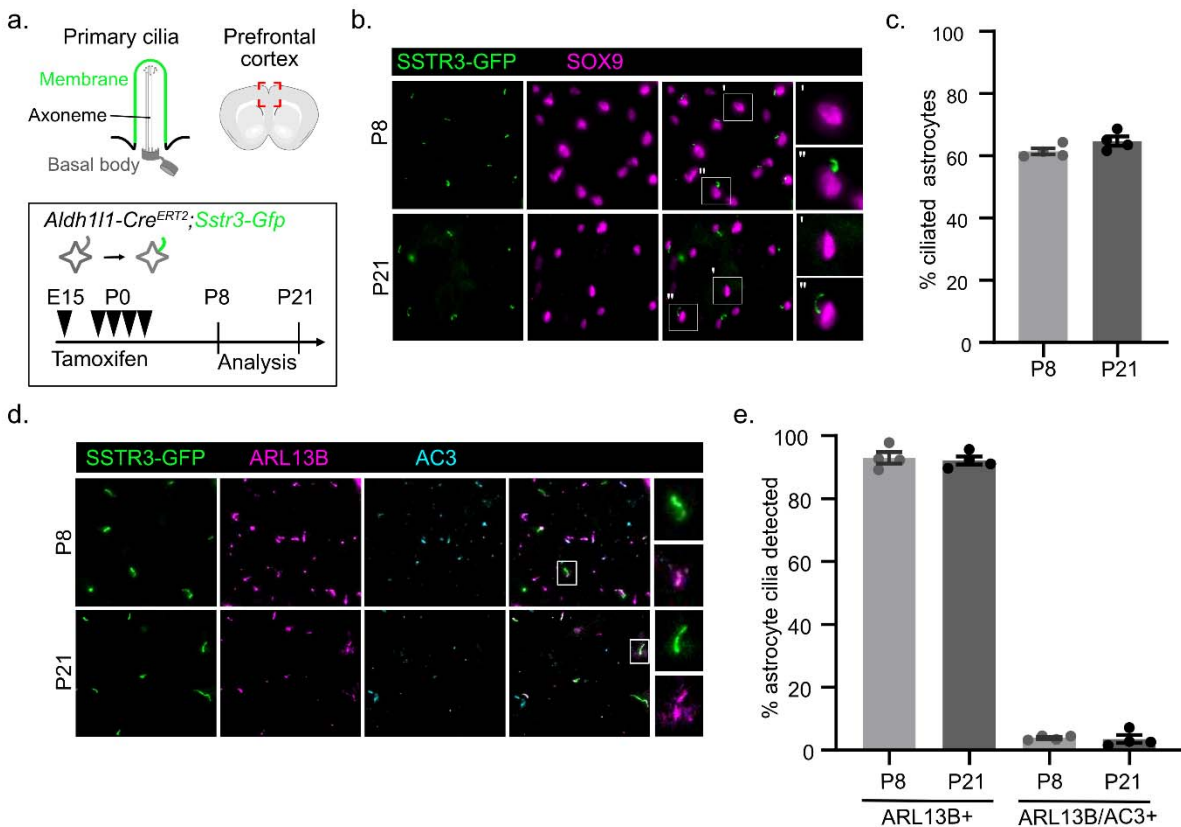 a.
Primary cilia
Membrane
Axoneme
Basal body
Prefrontal
cortex
Aldh1l1-CreERT2;Sstr3-Gfp
E15 P0 P8 P21
Tamoxifen Analysis
b.
SSTR3-GFP SOX9
P8
' 
"
'
"
P21
'
"
'
"
c.
% ciliated astrocytes
100
80
60
40
20
0
P8 P21
d.
SSTR3-GFP ARL13B AC3
P8
P21
e.
% astrocyte cilia detected
100
80
60
40
20
0
P8 P21 P8 P21
ARL13B+ ARL13B/AC3+